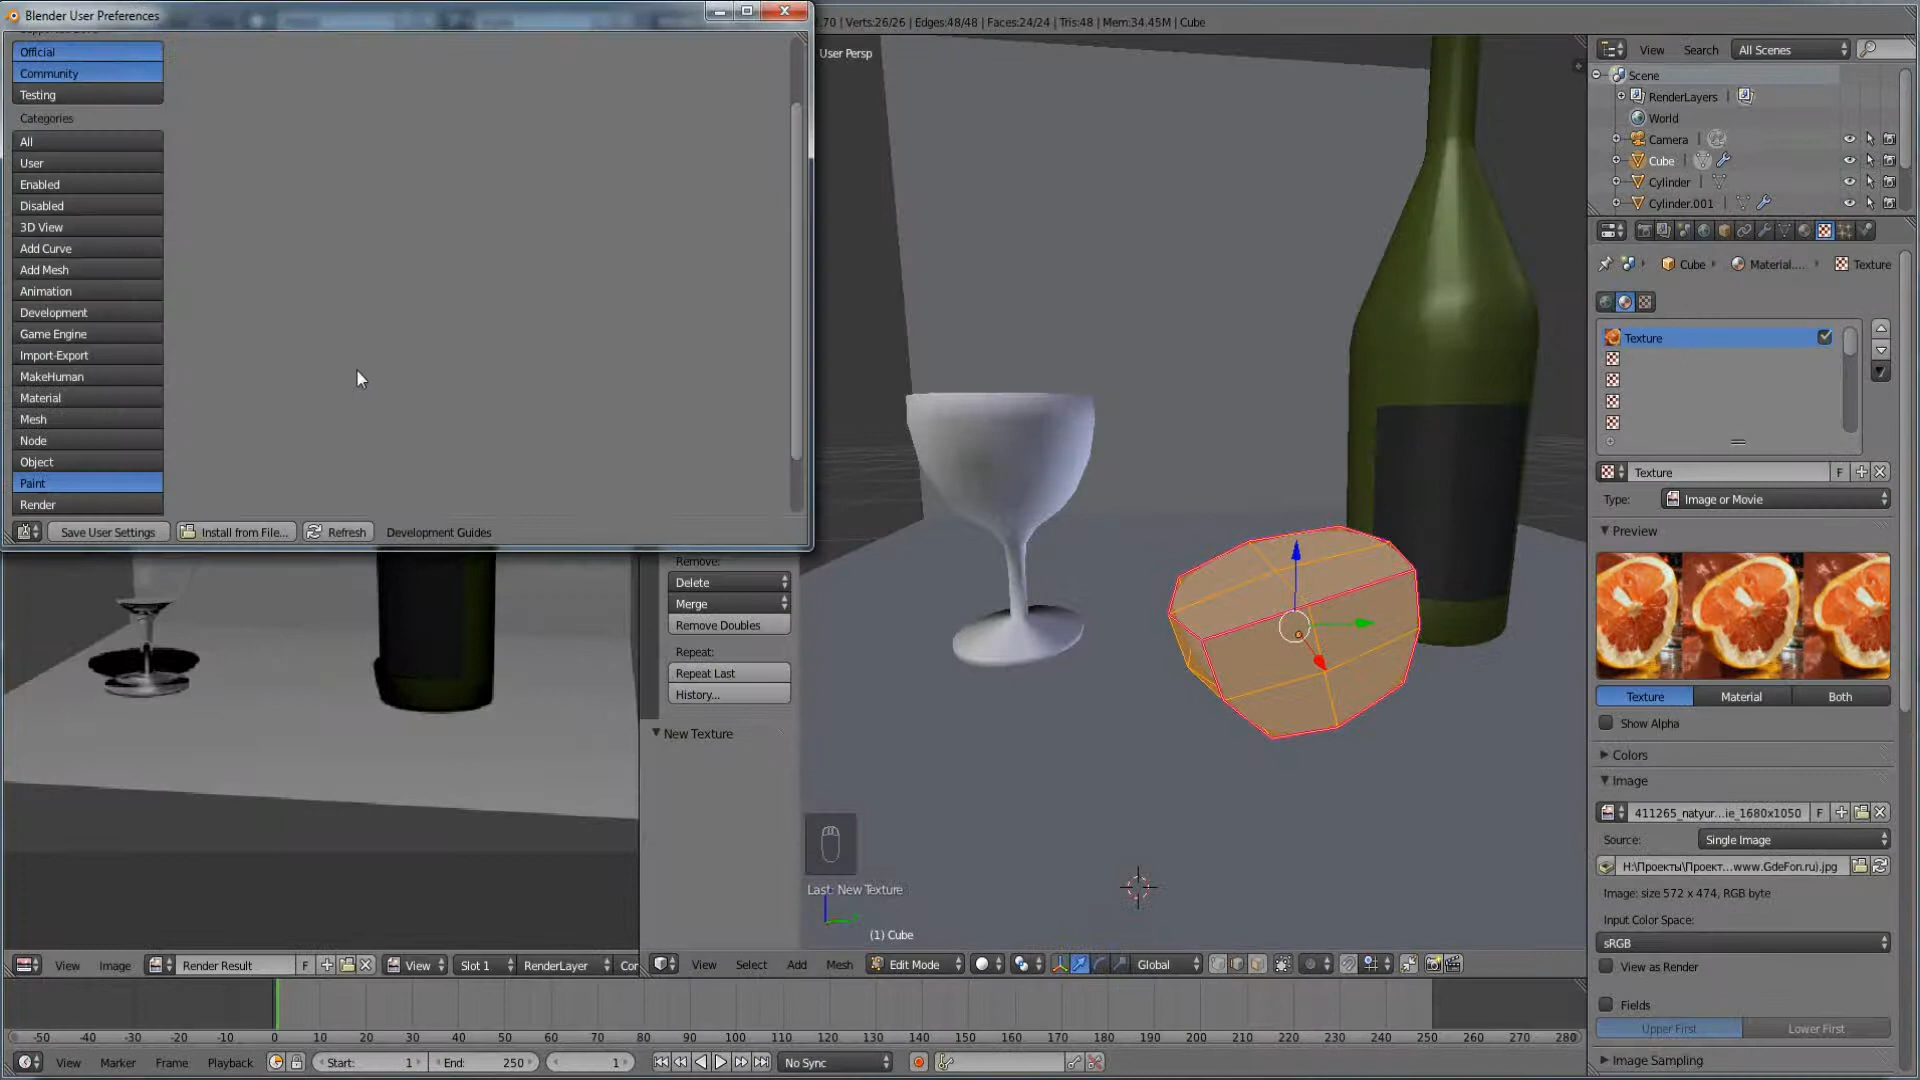 Blender User Preferences
Official
Community
Testing
Categories
All
User
Enabled
Disabled
3D View
Add Curve
Add Mesh
Animation
Development
Game Engine
Import-Export
MakeHuman
Material
Mesh
Node
Object
Paint
Render
Save User Settings
Install from File...
Refresh
Development Guides
.70 | Verts:26/26 | Edges:48/48 | Faces:24/24 | Tris:48 | Mem:34.45M | Cube
User Persp
Remove:
Delete
Merge
Remove Doubles
Repeat:
Repeat Last
History...
New Texture
Last: New Texture
(1) Cube
View
Search
All Scenes
Scene
RenderLayers
World
Camera
Cube
Cylinder
Cylinder.001
Cube
Material....
Texture
Texture
Texture
F
Type:
Image or Movie
Preview
Texture
Material
Both
Show Alpha
Colors
Image
411265_natyur...ie_1680x1050
F
Source:
Single Image
H:\Проекты\Проект...www.GdeFon.ru).jpg
Image: size 572 x 474, RGB byte
Input Color Space:
sRGB
View as Render
Fields
Upper First
Lower First
Image Sampling
View
Image
Render Result
F
View
Slot 1
RenderLayer
Cor
View
Select
Add
Mesh
Edit Mode
Global
-50 -40 -30 -20 -10 0 10 20 30 40 50 60 70 80 90 100 110 120 130 140 150 160 170 180 190 200 210 220 230 240 250 260 270 280
View
Marker
Frame
Playback
Start: 1
End: 250
1
No Sync